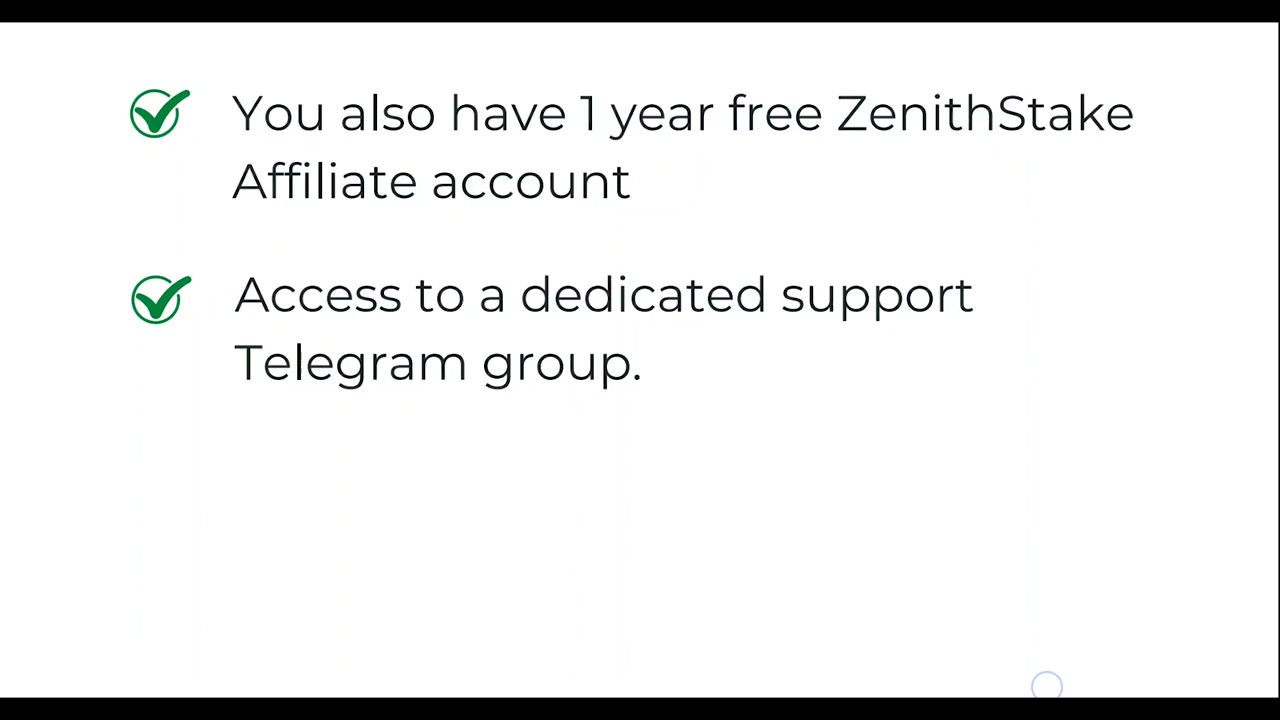 You also have 1 year free ZenithStake
Affiliate account
Access to a dedicated support
Telegram group.